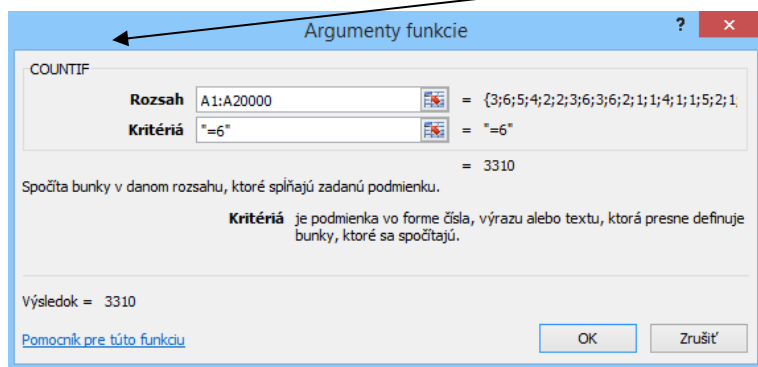 Argumenty funkcie ? ×
COUNTIF
Rozsah A1:A20000 = {3;6;5;4;2;2;3;6;3;6;2;1;1;4;1;1;5;2;1;
Kritériá "=6" = "=6"
= 3310
Spočíta bunky v danom rozsahu, ktoré spĺňajú zadanú podmienku.
Kritériá je podmienka vo forme čísla, výrazu alebo textu, ktorá presne definuje
bunky, ktoré sa spočítajú.
Výsledok = 3310
Pomocník pre túto funkciu OK Zrušiť